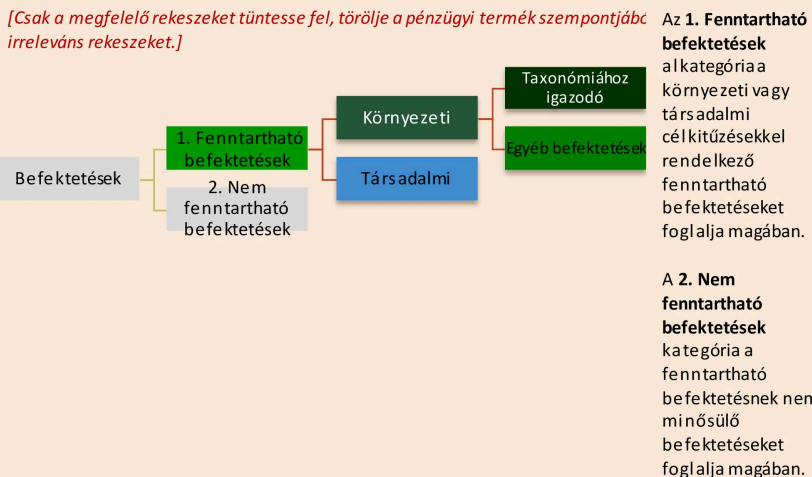 [Csak a megfelelő rekeszeket tüntesse fel, törölje a pénzügyi termék
irreleváns rekeszeket.]
Befektetések
1. Fenntartható
befektetések
2. Nem
fenntartható
befektetések
Környezeti
Társadalmi
Taxonómiához
igazodó
Egyéb befektetések
Az 1. Fenntartható
befektetések
alkategória a
környezeti vagy
társadalmi
célkitűzésekkel
rendelkező
fenntartható
befektetéseket
foglalja magában.
A 2. Nem
fenntartható
befektetések
kategória a
fenntartható
befektetésnek nem
minősülő
befektetéseket
foglalja magában.